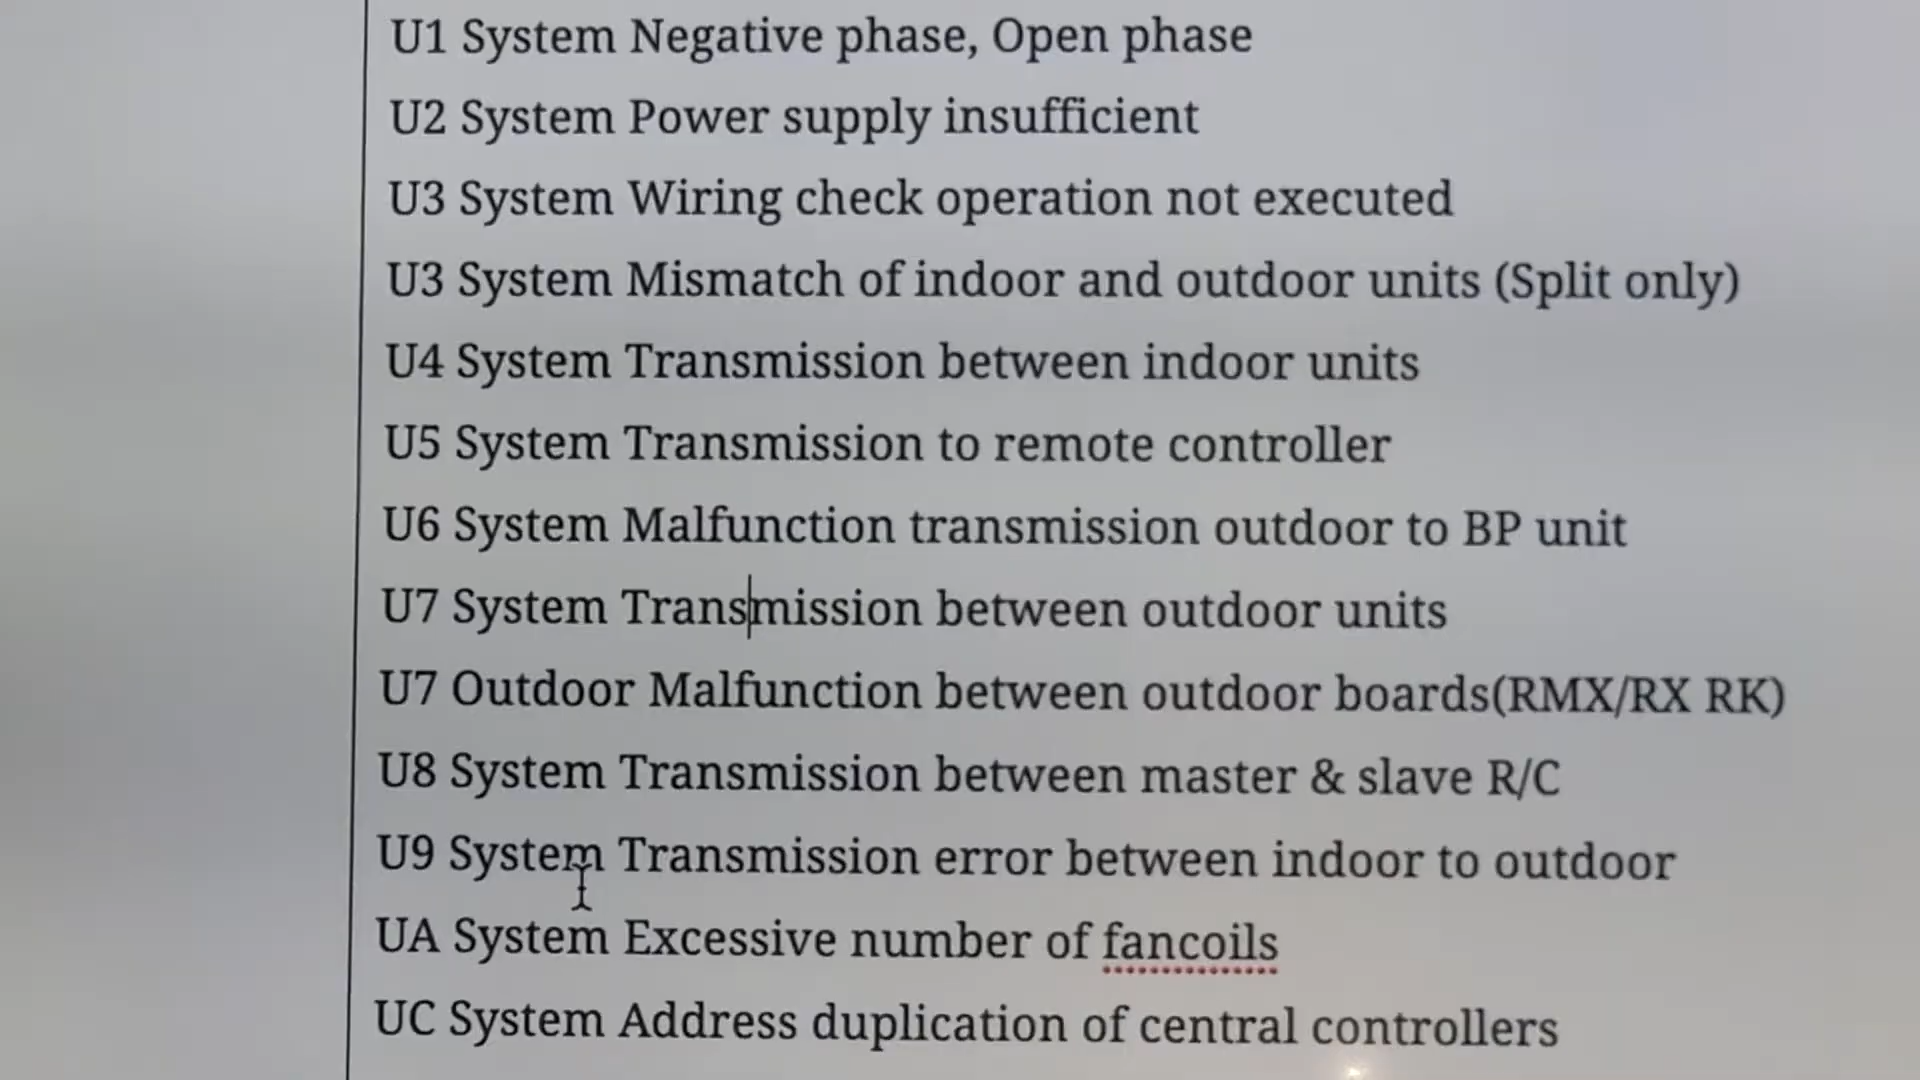 U1 System Negative phase, Open phase
U2 System Power supply insufficient
U3 System Wiring check operation not executed
U3 System Mismatch of indoor and outdoor units (Split only)
U4 System Transmission between indoor units
U5 System Transmission to remote controller
U6 System Malfunction transmission outdoor to BP unit
U7 System Transmission between outdoor units
U7 Outdoor Malfunction between outdoor boards(RMX/RX RK)
U8 System Transmission between master & slave R/C
U9 System Transmission error between indoor to outdoor
UA System Excessive number of fancoils
UC System Address duplication of central controllers